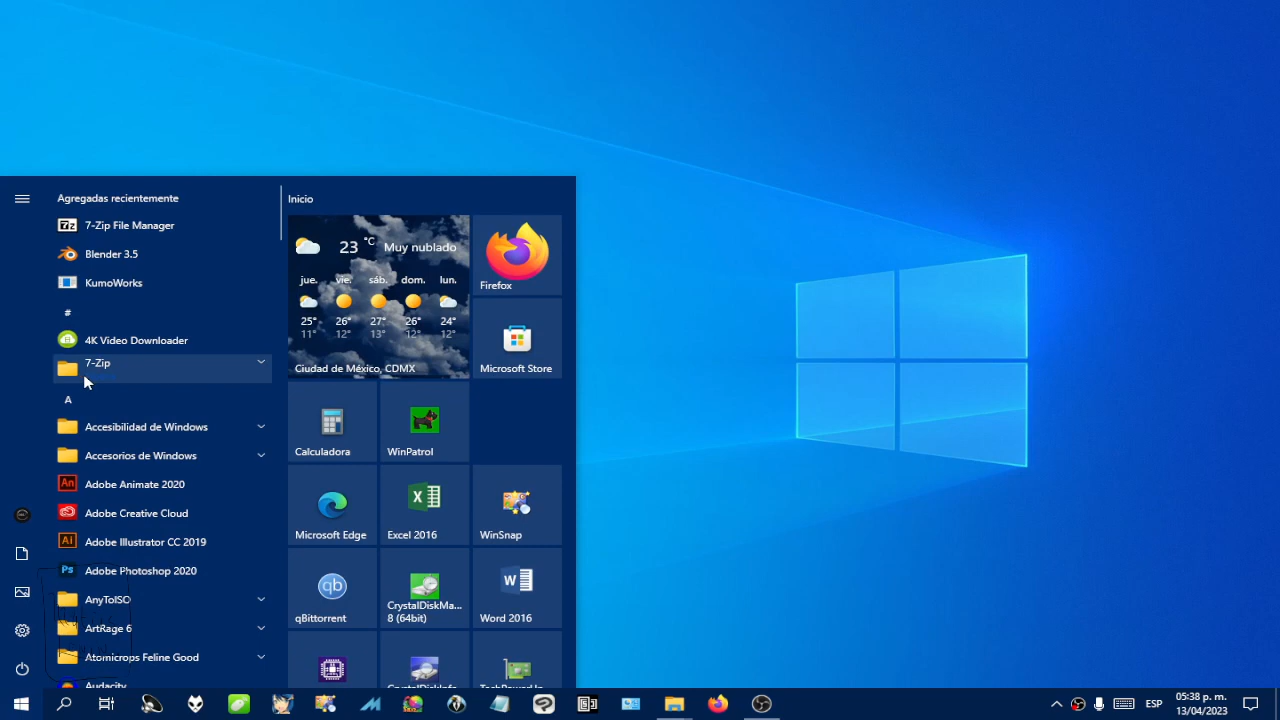 Agregadas recientemente
7-Zip File Manager
Blender 3.5
KumoWorks
#
4K Video Downloader
7-Zip
A
Accesibilidad de Windows
Accesorios de Windows
Adobe Animate 2020
Adobe Creative Cloud
Adobe Illustrator CC 2019
Adobe Photoshop 2020
AnyToISO
ArtRage 6
Atomicrops Feline Good
Audacity
Inicio
23 °C Muy nublado
jue. vie. sáb. dom. lun.
25° 26° 27° 26° 24°
11° 12° 13° 12° 12°
Ciudad de México, CDMX
Firefox
Microsoft Store
Calculadora
WinPatrol
Microsoft Edge
Excel 2016
WinSnap
qBittorrent
CrystalDiskMa...
8 (64bit)
Word 2016
CrystalDiskInfo
TechPowerUp
ESP
05:38 p. m.
13/04/2023